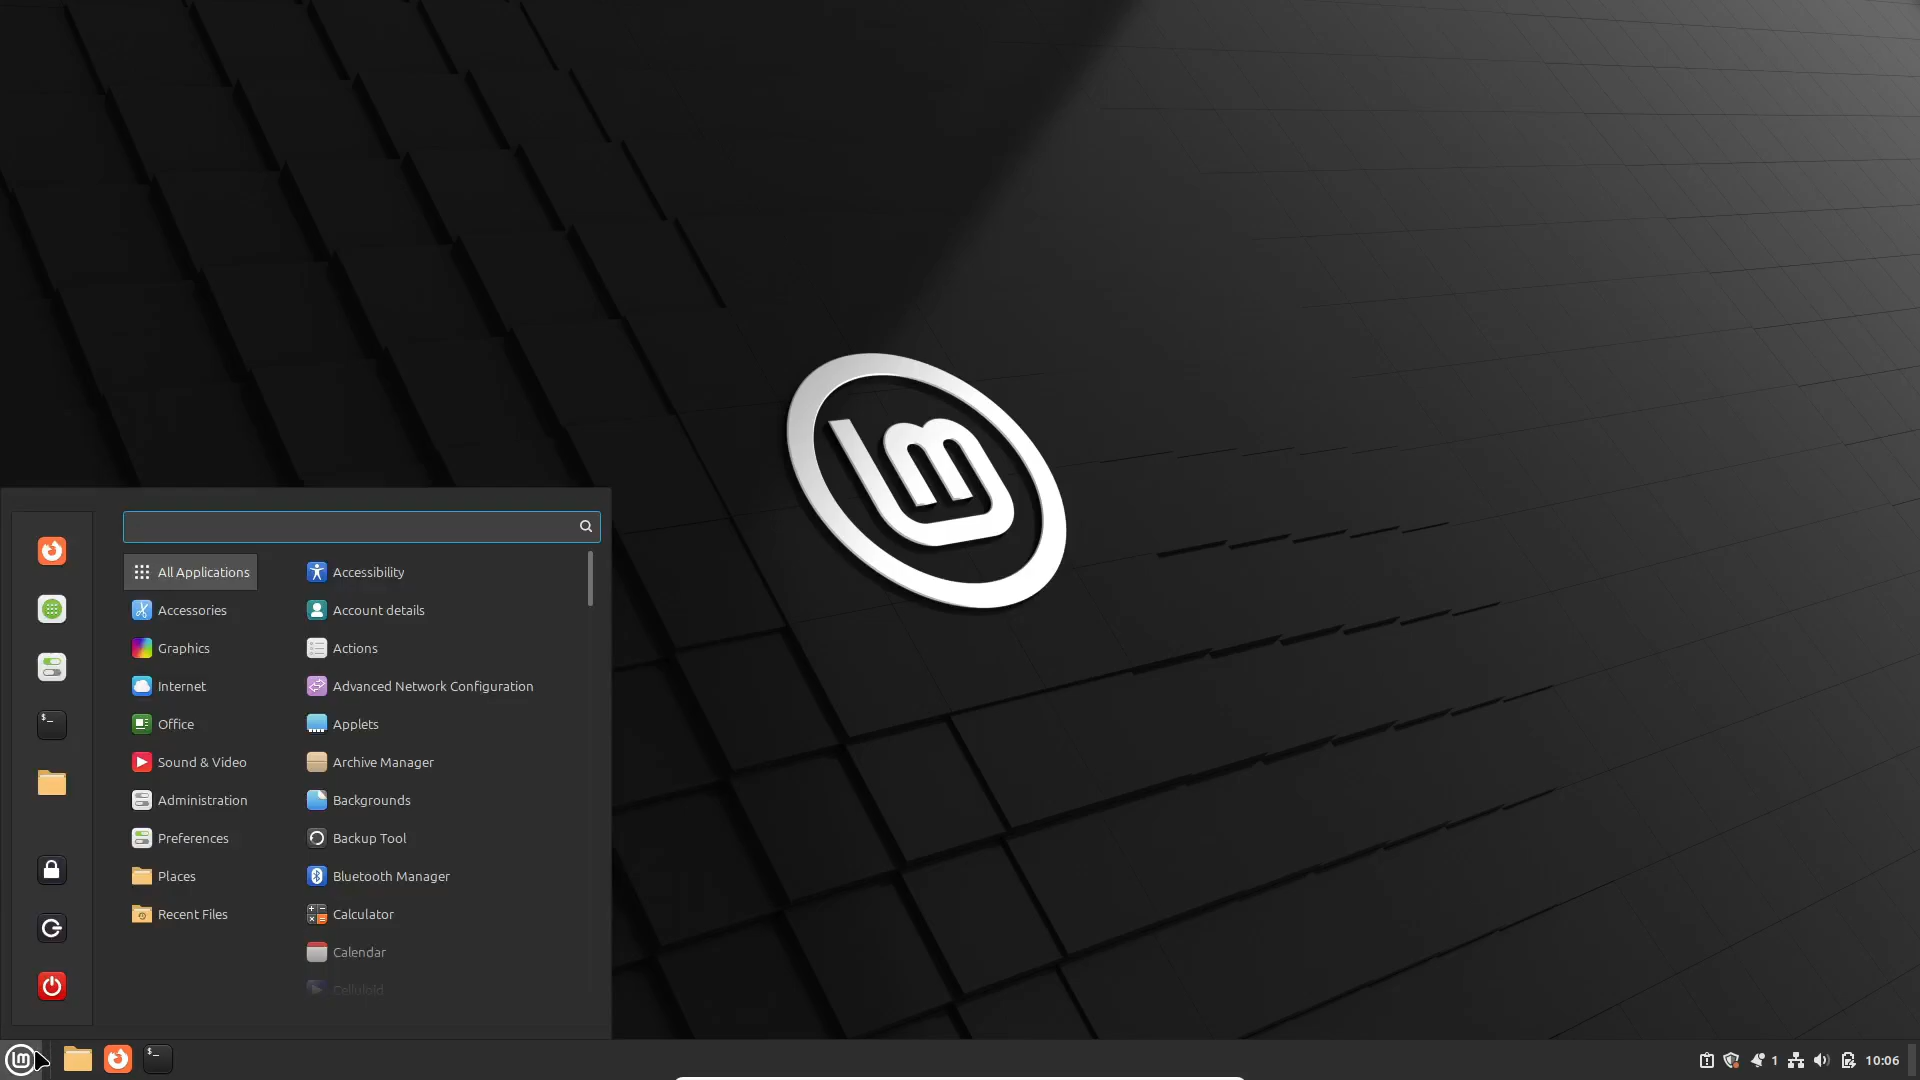 All Applications
Accessories
Graphics
Internet
Office
Sound & Video
Administration
Preferences
Places
Recent Files
Accessibility
Account details
Actions
Advanced Network Configuration
Applets
Archive Manager
Backgrounds
Backup Tool
Bluetooth Manager
Calculator
Calendar
Celluloid
1
10:06